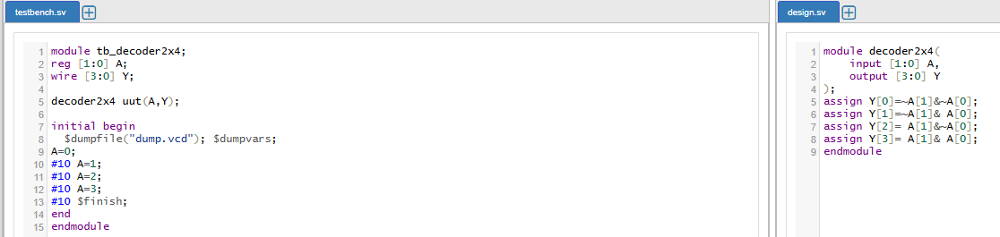 testbench.sv
1 module tb_decoder2x4;
2 reg [1:0] A;
3 wire [3:0] Y;
4
5 decoder2x4 uut(A,Y);
6
7 initial begin
8   $dumpfile("dump.vcd"); $dumpvars;
9 A=0;
10 #10 A=1;
11 #10 A=2;
12 #10 A=3;
13 #10 $finish;
14 end
15 endmodule
design.sv
1 module decoder2x4(
2     input [1:0] A,
3     output [3:0] Y
4 );
5 assign Y[0]=~A[1]&~A[0];
6 assign Y[1]=~A[1]& A[0];
7 assign Y[2]= A[1]&~A[0];
8 assign Y[3]= A[1]& A[0];
9 endmodule